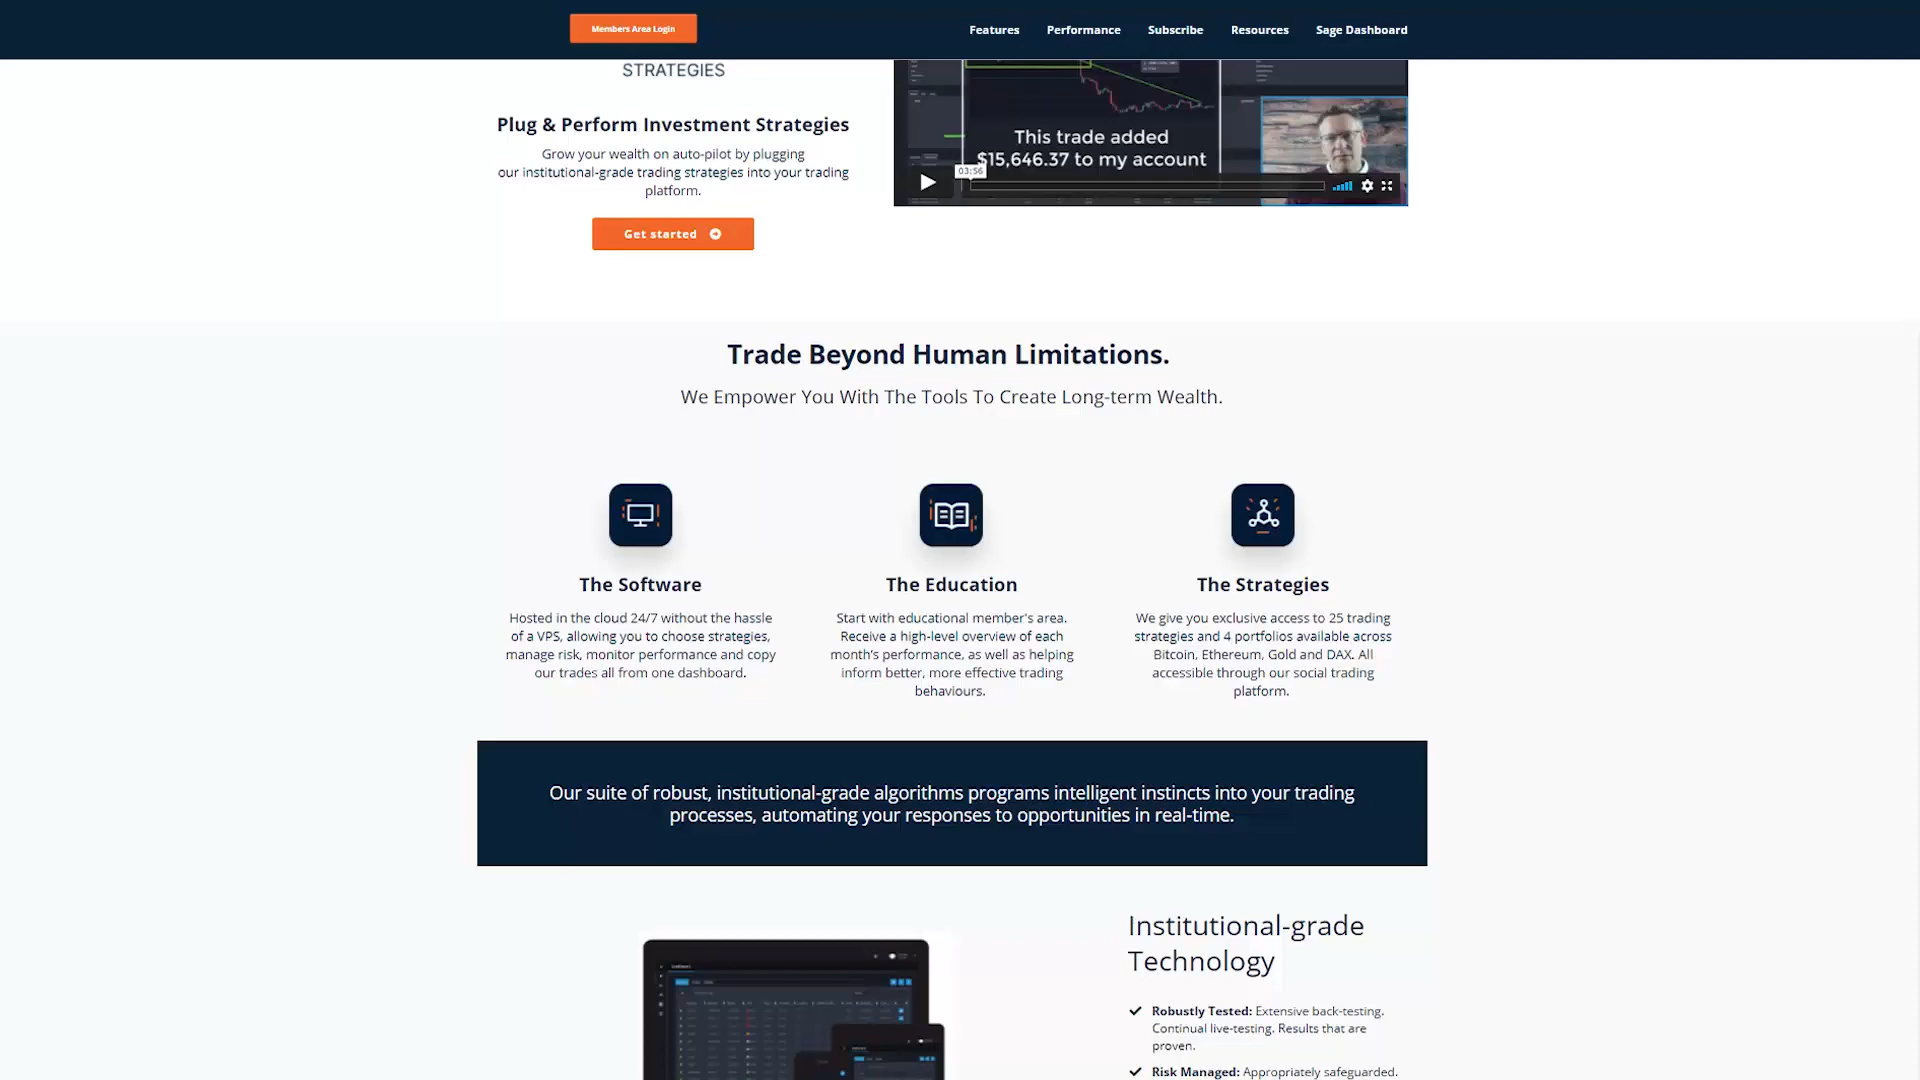 Members Area Login
Features
Performance
Subscribe
Resources
Sage Dashboard
STRATEGIES
Plug & Perform Investment Strategies
Grow your wealth on auto-pilot by plugging
our institutional-grade trading strategies into your trading
platform.
Get started
This trade added
$15,646.37 to my account
03:56
Trade Beyond Human Limitations.
We Empower You With The Tools To Create Long-term Wealth.
The Software
Hosted in the cloud 24/7 without the hassle
of a VPS, allowing you to choose strategies,
manage risk, monitor performance and copy
our trades all from one dashboard.
The Education
Start with educational member's area.
Receive a high-level overview of each
month's performance, as well as helping
inform better, more effective trading
behaviours.
The Strategies
We give you exclusive access to 25 trading
strategies and 4 portfolios available across
Bitcoin, Ethereum, Gold and DAX. All
accessible through our social trading
platform.
Our suite of robust, institutional-grade algorithms programs intelligent instincts into your trading
processes, automating your responses to opportunities in real-time.
Institutional-grade
Technology
Robustly Tested: Extensive back-testing.
Continual live-testing. Results that are
proven.
Risk Managed: Appropriately safeguarded.